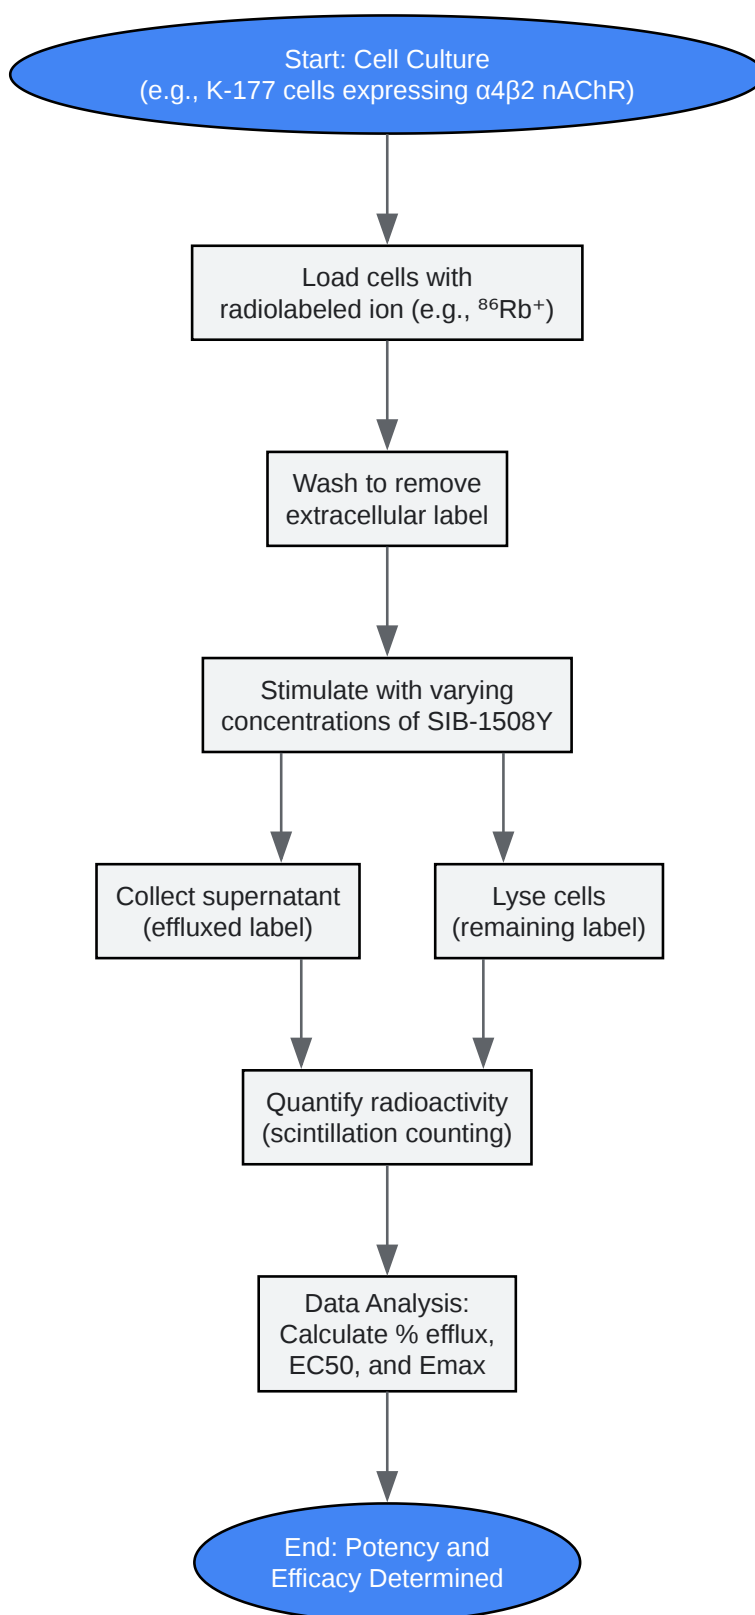 Start: Cell Culture
(e.g., K-177 cells expressing α4β2 nAChR)
Load cells with
radiolabeled ion (e.g., ⁸⁶Rb⁺)
Wash to remove
extracellular label
Stimulate with varying
concentrations of SIB-1508Y
Collect supernatant
(effluxed label)
Lyse cells
(remaining label)
Quantify radioactivity
(scintillation counting)
Data Analysis:
Calculate % efflux,
EC50, and Emax
End: Potency and
Efficacy Determined